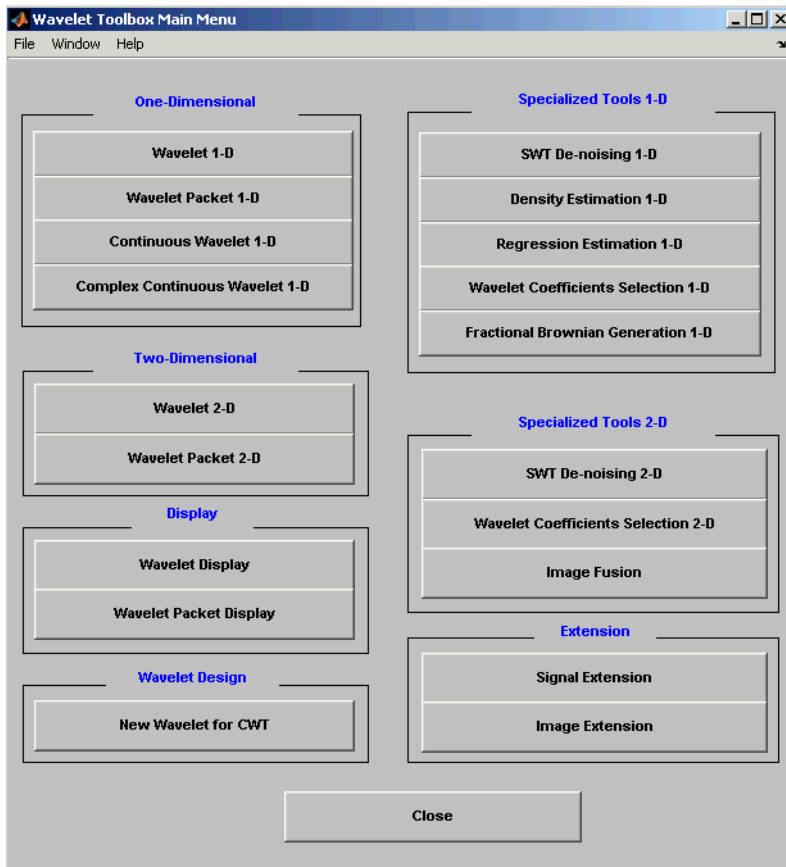 Wavelet Toolbox Main Menu
File Window Help
One-Dimensional
Wavelet 1-D
Wavelet Packet 1-D
Continuous Wavelet 1-D
Complex Continuous Wavelet 1-D
Two-Dimensional
Wavelet 2-D
Wavelet Packet 2-D
Display
Wavelet Display
Wavelet Packet Display
Wavelet Design
New Wavelet for CWT
Specialized Tools 1-D
SWT De-noising 1-D
Density Estimation 1-D
Regression Estimation 1-D
Wavelet Coefficients Selection 1-D
Fractional Brownian Generation 1-D
Specialized Tools 2-D
SWT De-noising 2-D
Wavelet Coefficients Selection 2-D
Image Fusion
Extension
Signal Extension
Image Extension
Close